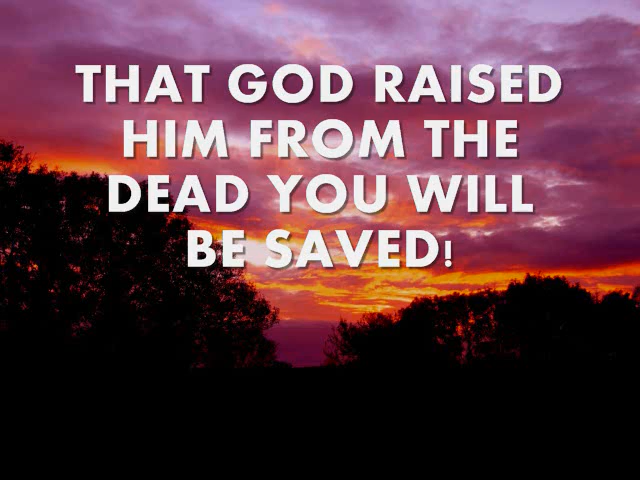 THAT GOD RAISED
HIM FROM THE
DEAD YOU WILL
BE SAVED!